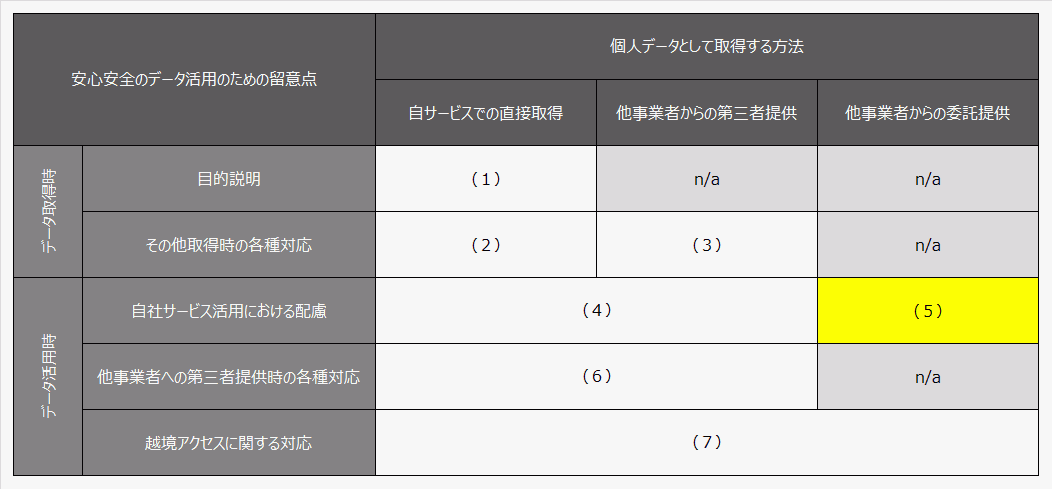 安心安全のデータ活用のための留意点
個人データとして取得する方法
自サービスでの直接取得
他事業者からの第三者提供
他事業者からの委託提供
データ取得時
目的説明
（１）
n/a
n/a
その他取得時の各種対応
（２）
（３）
n/a
データ活用時
自社サービス活用における配慮
（４）
（５）
他事業者への第三者提供時の各種対応
（６）
n/a
越境アクセスに関する対応
（７）